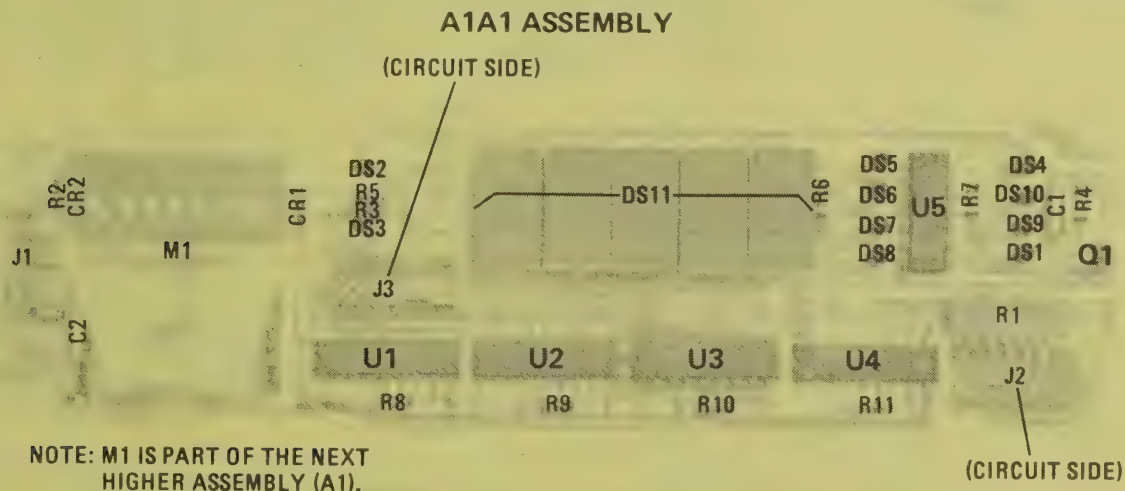 A1A1 ASSEMBLY
(CIRCUIT SIDE)
R2
CR2
J1
M1
C2
CR1
DS2
R5
R3
DS3
J3
DS11
R6
DS5
DS6
DS7
DS8
U5
R7
DS4
DS10
DS9
DS1
C1
R4
Q1
R1
J2
U1
U2
U3
U4
R8
R9
R10
R11
NOTE: M1 IS PART OF THE NEXT
HIGHER ASSEMBLY (A1).
(CIRCUIT SIDE)